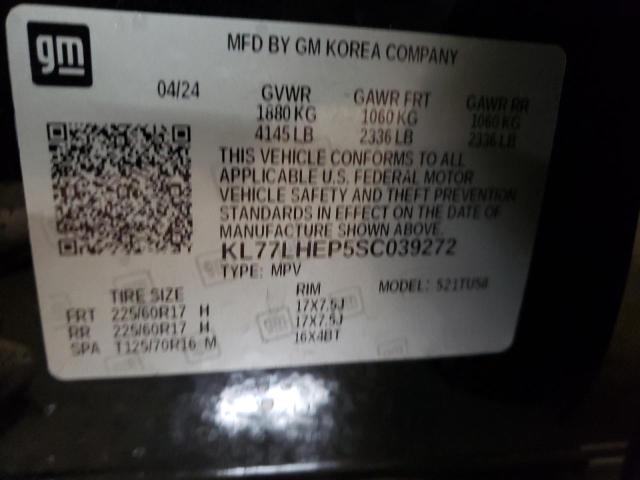 gm
MFD BY GM KOREA COMPANY
04/24 GVWR GAWR FRT GAWR RR
1880 KG 1060 KG 1060 KG
4145 LB 2336 LB 2336 LB
THIS VEHICLE CONFORMS TO ALL
APPLICABLE U.S. FEDERAL MOTOR
VEHICLE SAFETY AND THEFT PREVENTION
STANDARDS IN EFFECT ON THE DATE OF
MANUFACTURE SHOWN ABOVE.
KL77LHEP5SC039272
TYPE: MPV MODEL: 521TU58
TIRE SIZE RIM
FRT 225/60R17 H 17X7.5J
RR 225/60R17 H 17X7.5J
SPA T125/70R16 M 16X4BT